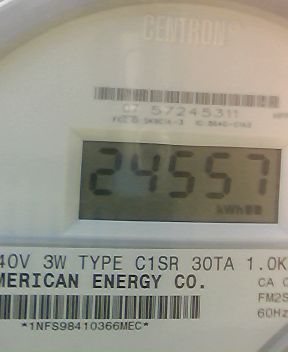 CENTRON®
57245311
24557
kWh
40V 3W TYPE C1SR 30TA 1.0K
MERICAN ENERGY CO.
CA
FM2S
60Hz
*1NFS98410366MEC*